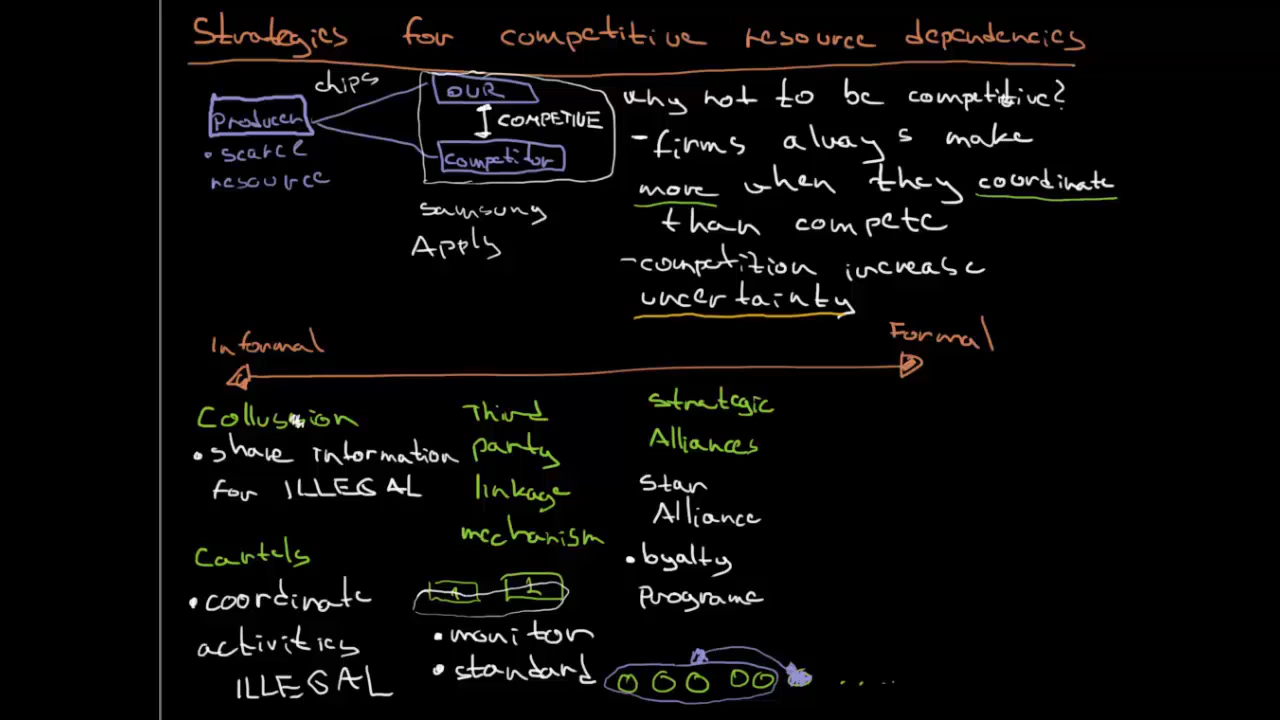 Strategies for competitive resource dependencies
chips
Producer
• scarce
resource
OUR
COMPETIVE
competitor
Samsung
Apply
Why not to be competitive?
- firms always make
more when they coordinate
than compete
- competition increase
uncertainty
Informal
Formal
Collusion
• share information
for ILLEGAL
Cartels
• coordinate
activities
ILLEGAL
Third
party
linkage
mechanism
1
• monitor
• standard
Strategic
Alliances
Star
Alliance
• loyalty
Programe